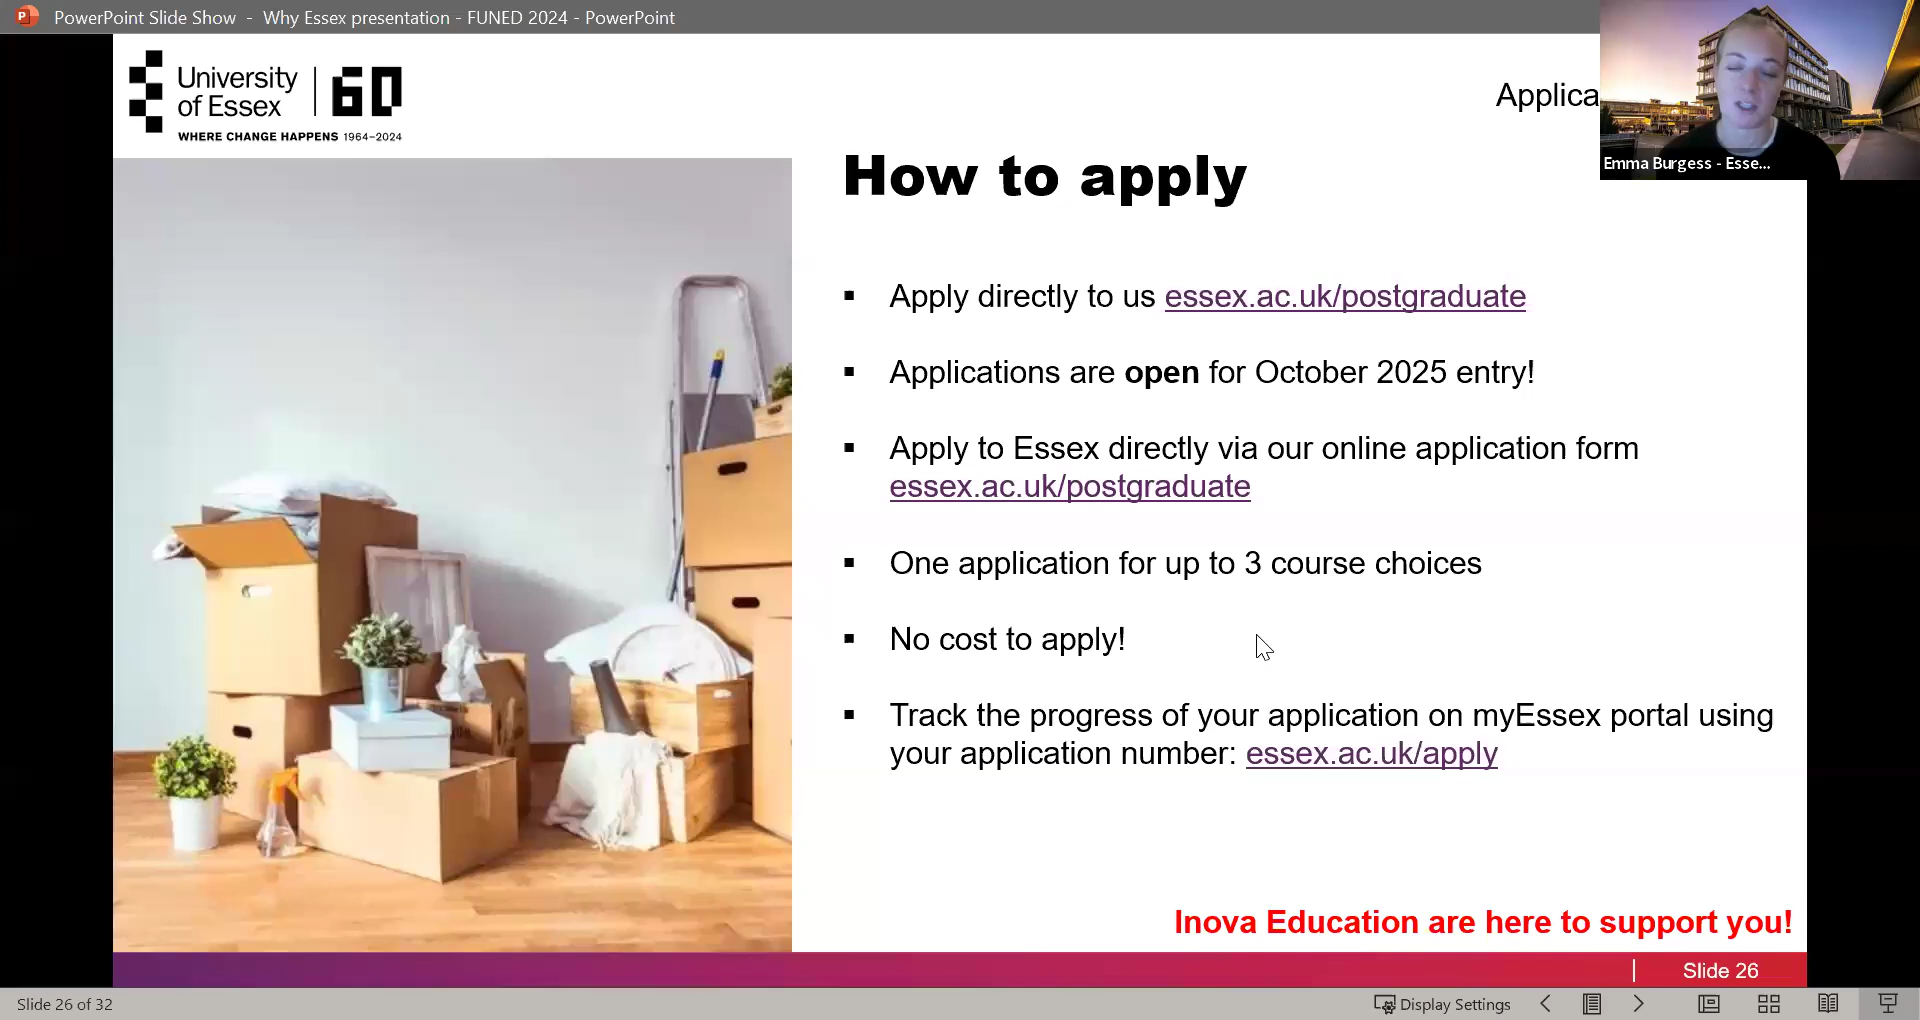 PowerPoint Slide Show - Why Essex presentation - FUNED 2024 - PowerPoint
University
of Essex
60
WHERE CHANGE HAPPENS 1964–2024
Applica
Emma Burgess - Esse...
How to apply
▪ Apply directly to us essex.ac.uk/postgraduate
▪ Applications are open for October 2025 entry!
▪ Apply to Essex directly via our online application form
essex.ac.uk/postgraduate
▪ One application for up to 3 course choices
▪ No cost to apply!
▪ Track the progress of your application on myEssex portal using
your application number: essex.ac.uk/apply
Inova Education are here to support you!
Slide 26
Slide 26 of 32
Display Settings